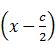 (x − c/2)